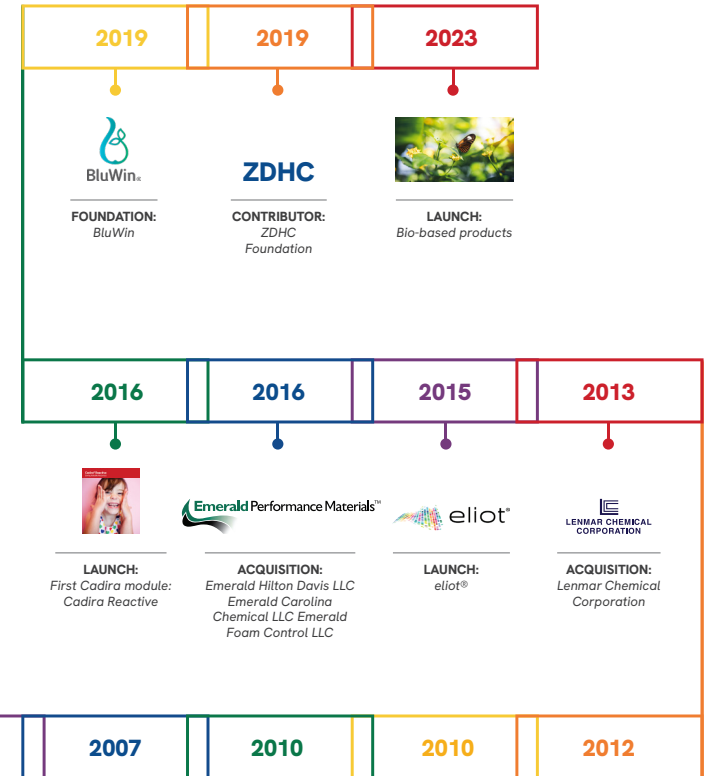 2019
2019
2023
BluWin
ZDHC
FOUNDATION:
BluWin
CONTRIBUTOR:
ZDHC
Foundation
LAUNCH:
Bio-based products
2016
2016
2015
2013
Cadira Reactive
Emerald Performance Materials™
eliot®
LENMAR CHEMICAL
CORPORATION
LAUNCH:
First Cadira module:
Cadira Reactive
ACQUISITION:
Emerald Hilton Davis LLC
Emerald Carolina
Chemical LLC Emerald
Foam Control LLC
LAUNCH:
eliot®
ACQUISITION:
Lenmar Chemical
Corporation
2007
2010
2010
2012